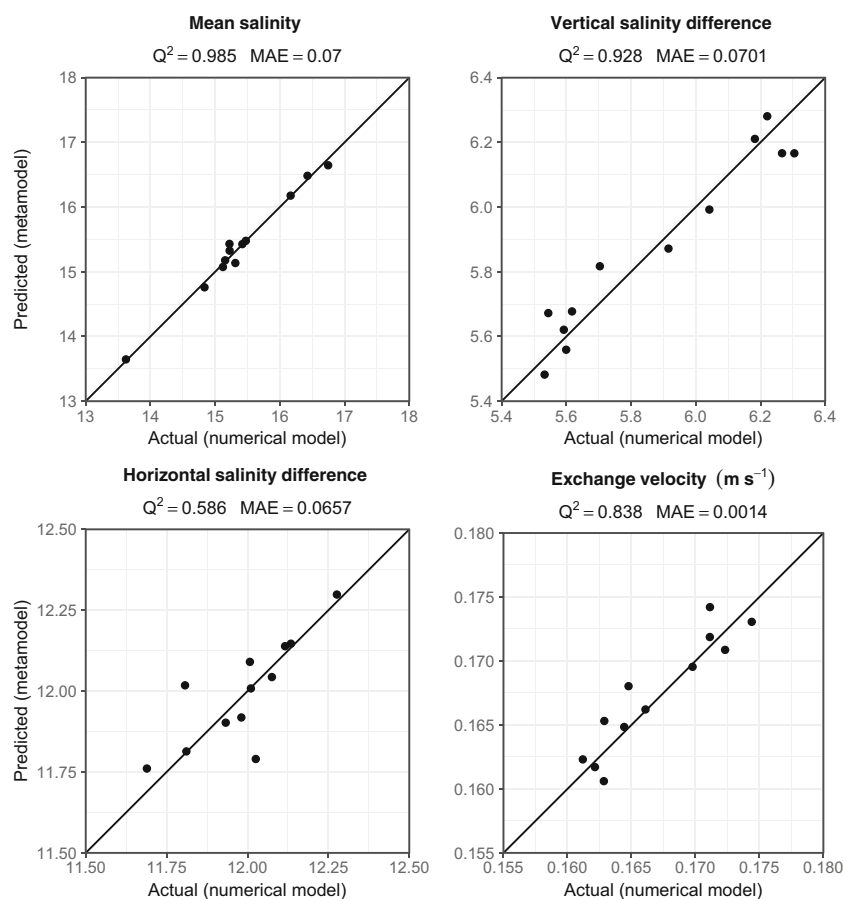 Mean salinity
Q² = 0.985 MAE = 0.07
18
17
16
15
14
13
Predicted (metamodel)
13 14 15 16 17 18
Actual (numerical model)
Vertical salinity difference
Q² = 0.928 MAE = 0.0701
6.4
6.2
6.0
5.8
5.6
5.4
5.4 5.6 5.8 6.0 6.2 6.4
Actual (numerical model)
Horizontal salinity difference
Q² = 0.586 MAE = 0.0657
12.50
12.25
12.00
11.75
11.50
Predicted (metamodel)
11.50 11.75 12.00 12.25 12.50
Actual (numerical model)
Exchange velocity (m s⁻¹)
Q² = 0.838 MAE = 0.0014
0.180
0.175
0.170
0.165
0.160
0.155
0.155 0.160 0.165 0.170 0.175 0.180
Actual (numerical model)